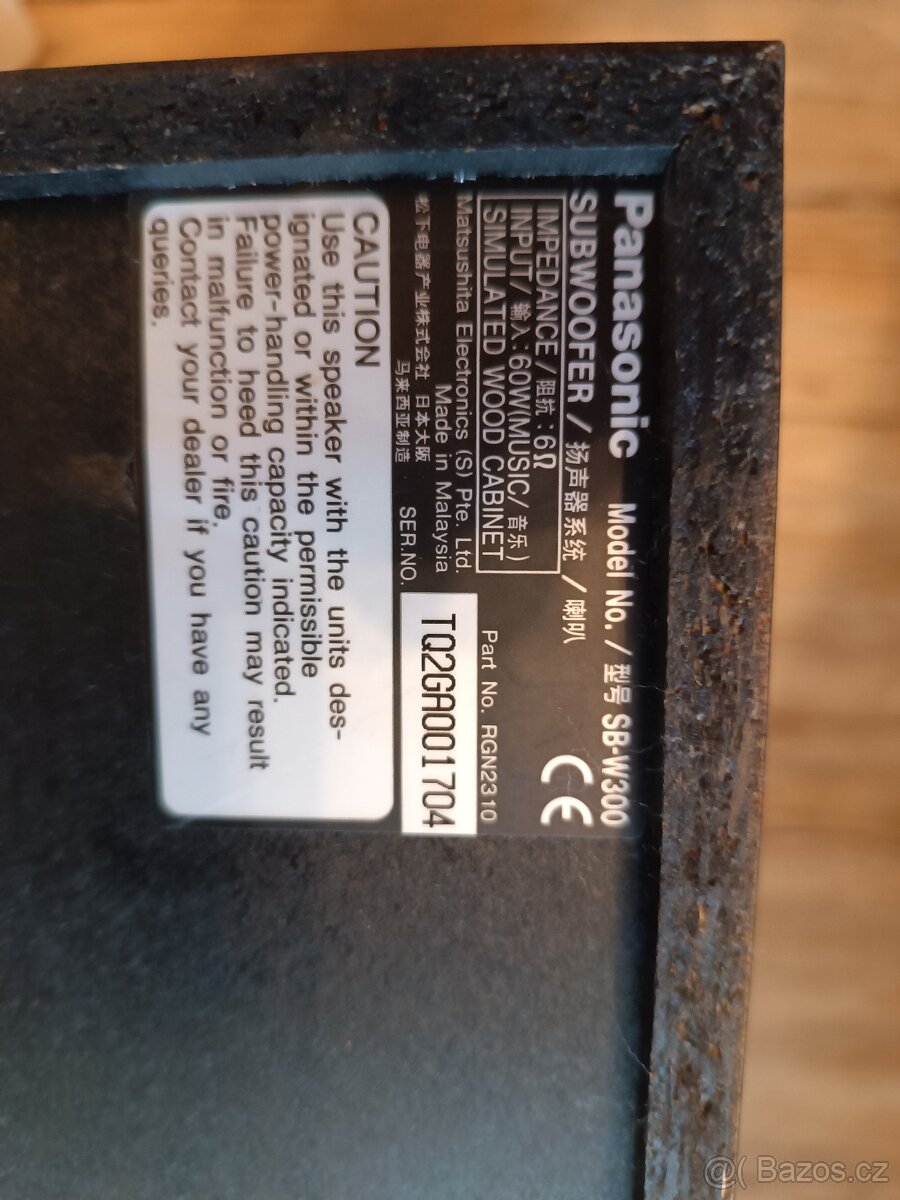 Panasonic Model No. / 型号 SB-W300
SUBWOOFER / 扬声器系统 / 喇叭
IMPEDANCE / 阻抗 : 6Ω
INPUT/ 输入 : 60W(MUSIC/ 音乐)
SIMULATED WOOD CABINET
CE
Matsushita Electronics (S) Pte. Ltd.
Made in Malaysia
Part No. RGN2310
松下电器产业株式会社 日本大阪
马来西亚制造 SER.NO.
TQ2GA001704
CAUTION
Use this speaker with the units des-
ignated or within the permissible
power-handling capacity indicated.
Failure to heed this caution may result
in malfunction or fire.
Contact your dealer if you have any
queries.
@( Bazos.cz